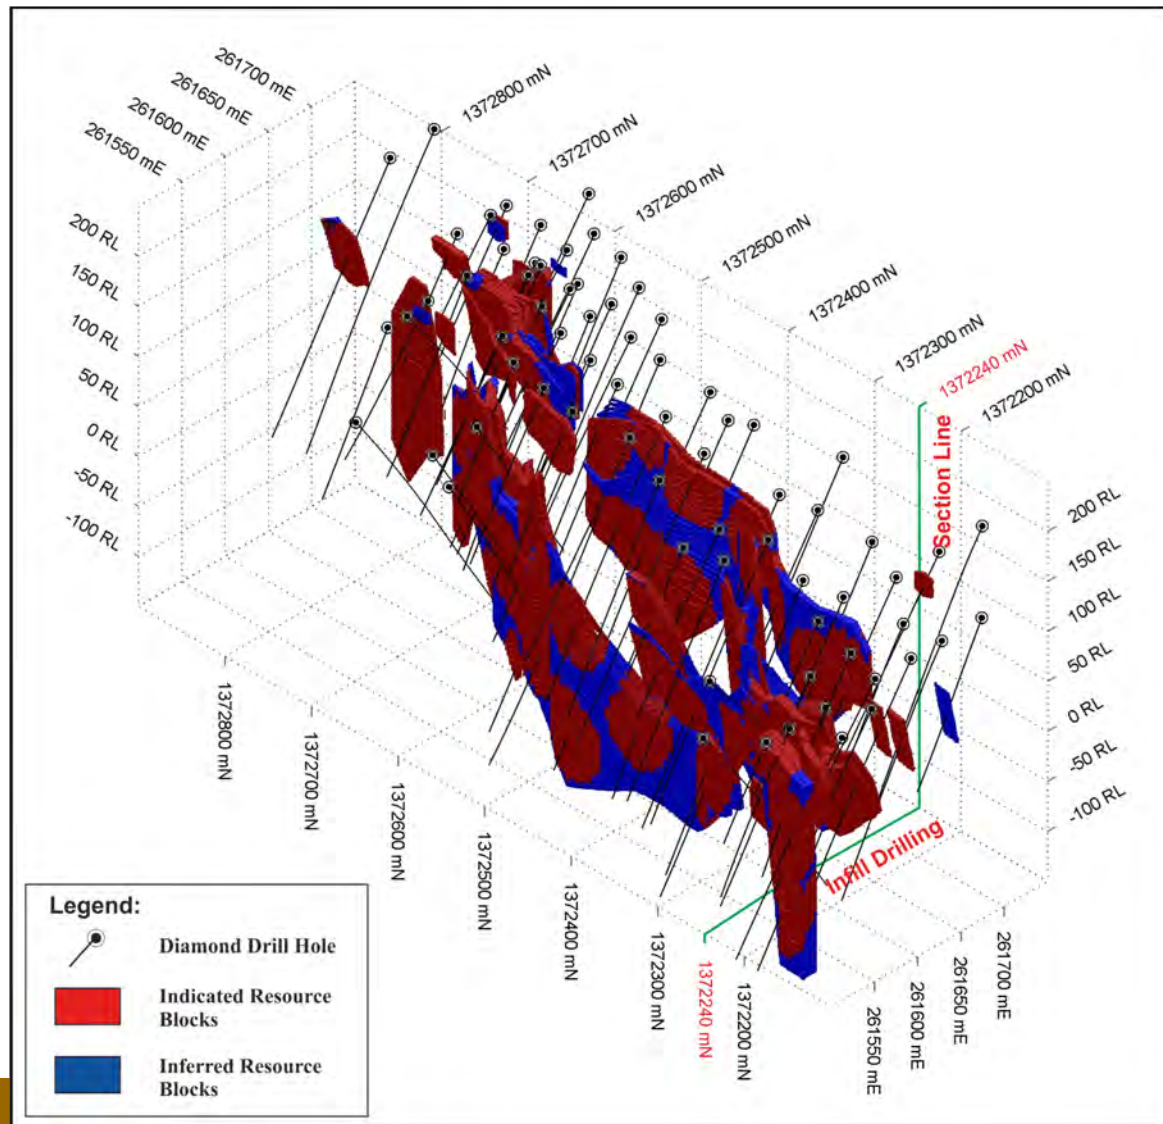 261700 mE
261650 mE
261600 mE
261550 mE
1372800 mN
1372700 mN
1372600 mN
1372500 mN
1372400 mN
1372300 mN
1372240 mN
1372200 mN
200 RL
150 RL
100 RL
50 RL
0 RL
-50 RL
-100 RL
Section Line
200 RL
150 RL
100 RL
50 RL
0 RL
-50 RL
-100 RL
Infill Drilling
1372800 mN
1372700 mN
1372600 mN
1372500 mN
1372400 mN
1372300 mN
1372240 mN
1372200 mN
261550 mE
261600 mE
261650 mE
261700 mE
Legend:
Diamond Drill Hole
Indicated Resource
Blocks
Inferred Resource
Blocks